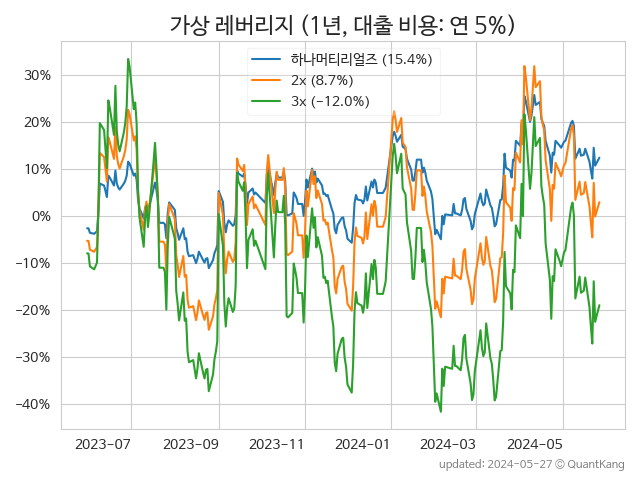 가상 레버리지 (1년, 대출 비용: 연 5%)
하나머티리얼즈 (15.4%)
2x (8.7%)
3x (−12.0%)
30%
20%
10%
0%
−10%
−20%
−30%
−40%
2023-07
2023-09
2023-11
2024-01
2024-03
2024-05
updated: 2024-05-27 © QuantKang